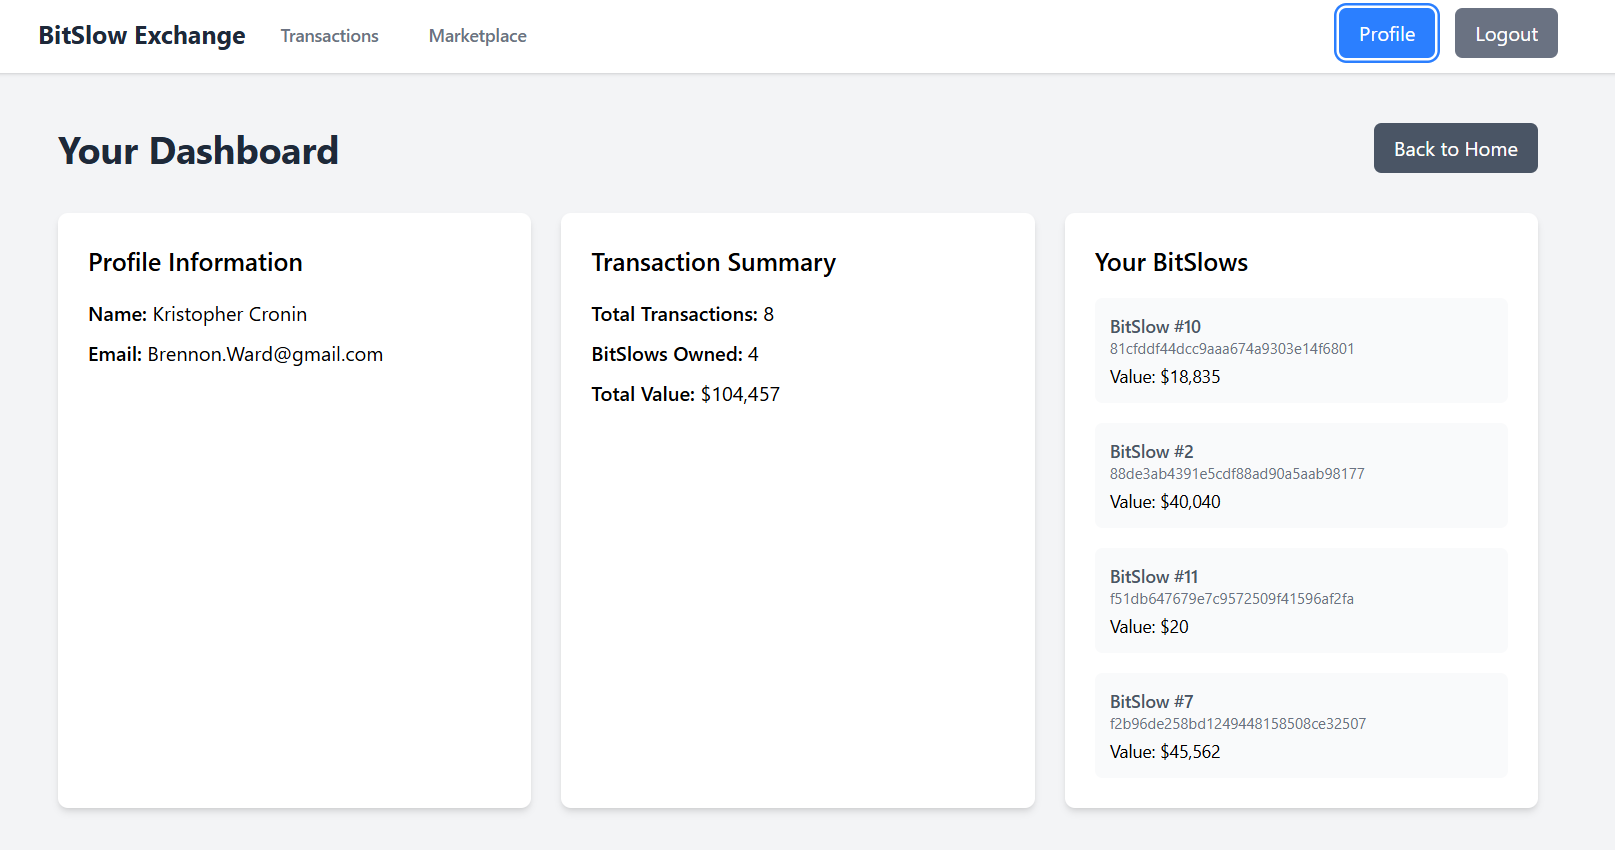 BitSlow Exchange
Transactions
Marketplace
Profile
Logout
Your Dashboard
Back to Home
Profile Information
Name: Kristopher Cronin
Email: Brennon.Ward@gmail.com
Transaction Summary
Total Transactions: 8
BitSlows Owned: 4
Total Value: $104,457
Your BitSlows
BitSlow #10
81cfddf44dcc9aaa674a9303e14f6801
Value: $18,835
BitSlow #2
88de3ab4391e5cdf88ad90a5aab98177
Value: $40,040
BitSlow #11
f51db647679e7c9572509f41596af2fa
Value: $20
BitSlow #7
f2b96de258bd1249448158508ce32507
Value: $45,562